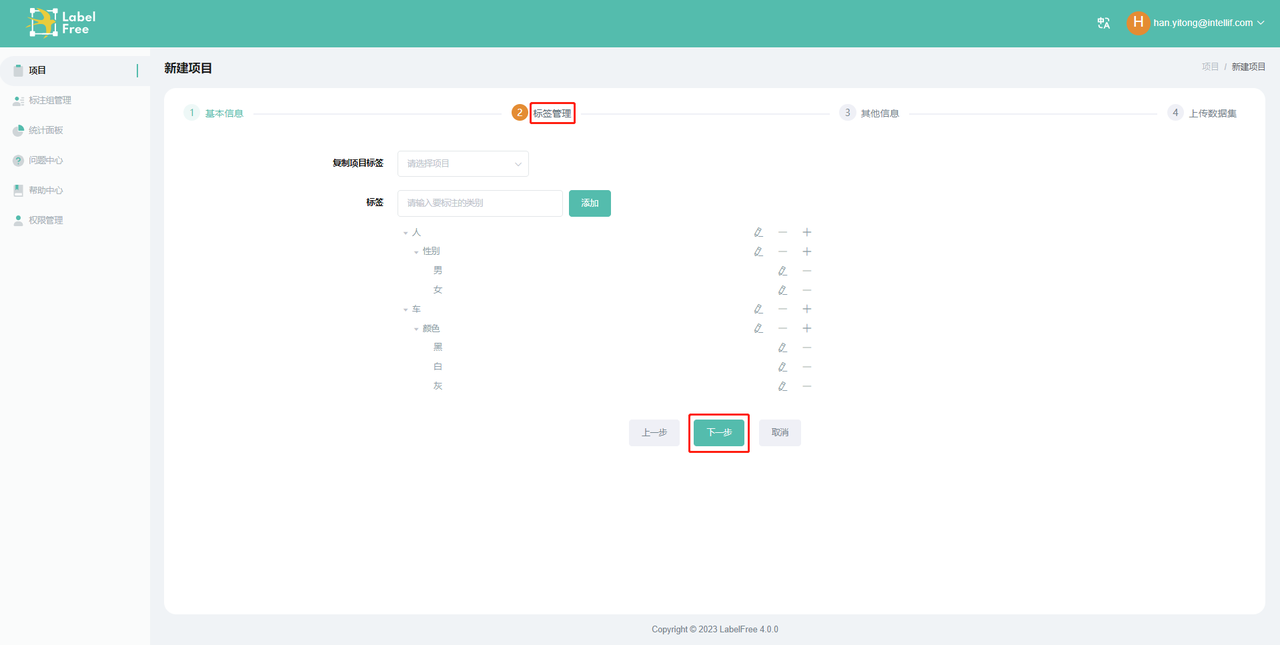 Label
Free
han.yitong@intellif.com
项目
标注组管理
统计面板
问题中心
帮助中心
权限管理
新建项目
项目 / 新建项目
1 基本信息
2 标签管理
3 其他信息
4 上传数据集
复制项目标签 请选择项目
标签 请输入要标注的类别 添加
人
性别
男
女
车
颜色
黑
白
灰
上一步 下一步 取消
Copyright © 2023 LabelFree 4.0.0